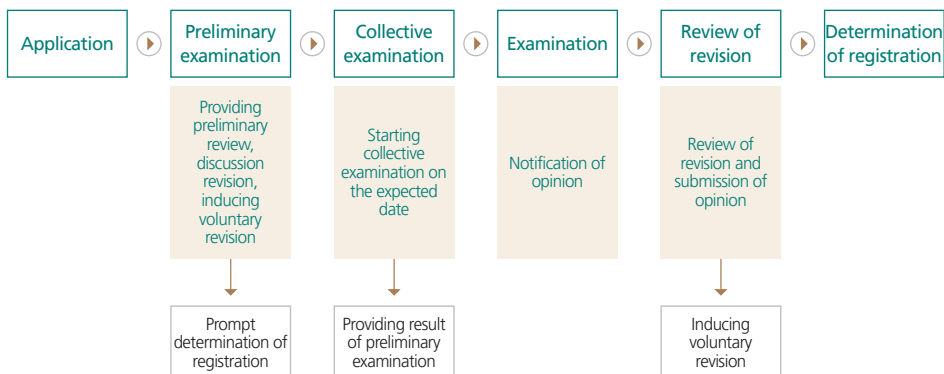 Application
Preliminary
examination
Collective
examination
Examination
Review of
revision
Determination
of registration
Providing
preliminary
review,
discussion
revision,
inducing
voluntary
revision
Starting
collective
examination on
the expected
date
Notification of
opinion
Review of
revision and
submission of
opinion
Prompt
determination of
registration
Providing result
of preliminary
examination
Inducing
voluntary
revision